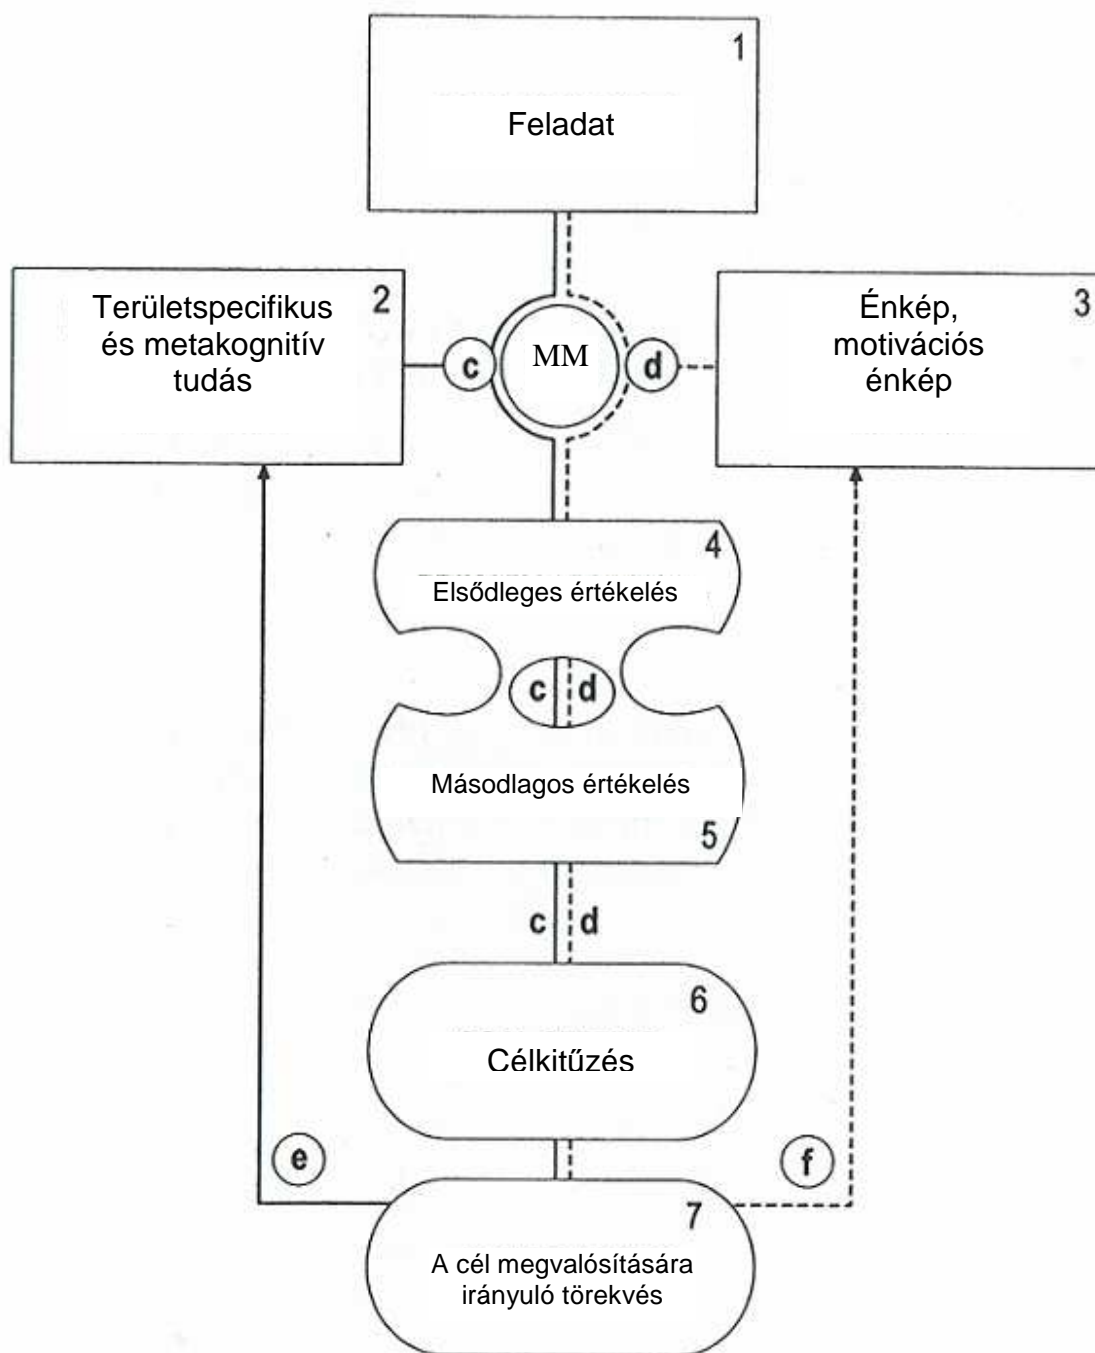 1
Feladat
2
Területspecifikus
és metakognitív
tudás
c
MM
d
3
Énkép,
motivációs
énkép
4
Elsődleges értékelés
c d
Másodlagos értékelés
5
c d
6
Célkitűzés
e
f
7
A cél megvalósítására
irányuló törekvés